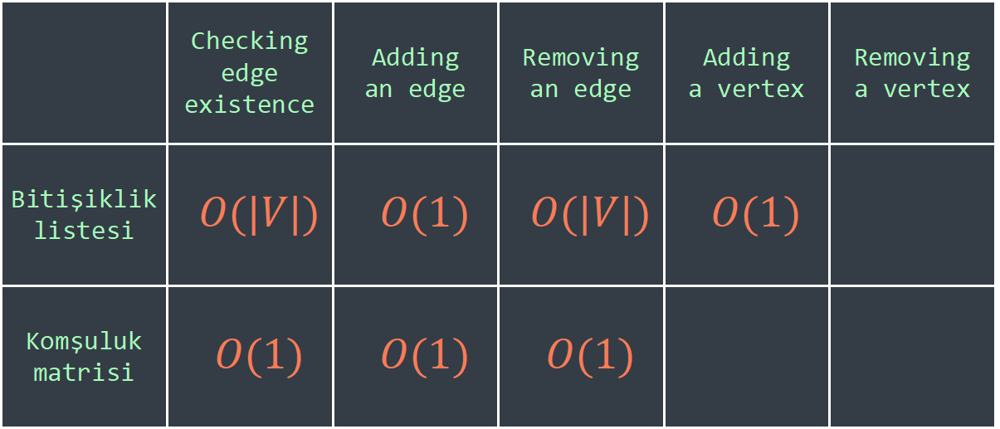 Checking
edge
existence
Adding
an edge
Removing
an edge
Adding
a vertex
Removing
a vertex
Bitişiklik
listesi
O(|V|)
O(1)
O(|V|)
O(1)
Komşuluk
matrisi
O(1)
O(1)
O(1)